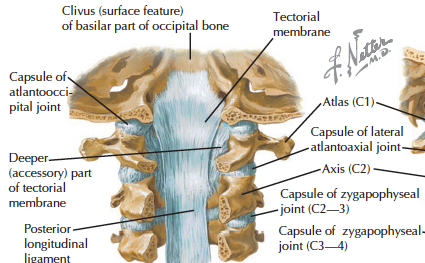 Clivus (surface feature)
of basilar part of occipital bone
Tectorial
membrane
F. Netter
M.D.
Capsule of
atlantoocci-
pital joint
Atlas (C1)
Capsule of lateral
atlantoaxial joint
Deeper
(accessory) part
of tectorial
membrane
Axis (C2)
Capsule of zygapophyseal
joint (C2—3)
Posterior
longitudinal
ligament
Capsule of zygapophyseal
joint (C3—4)